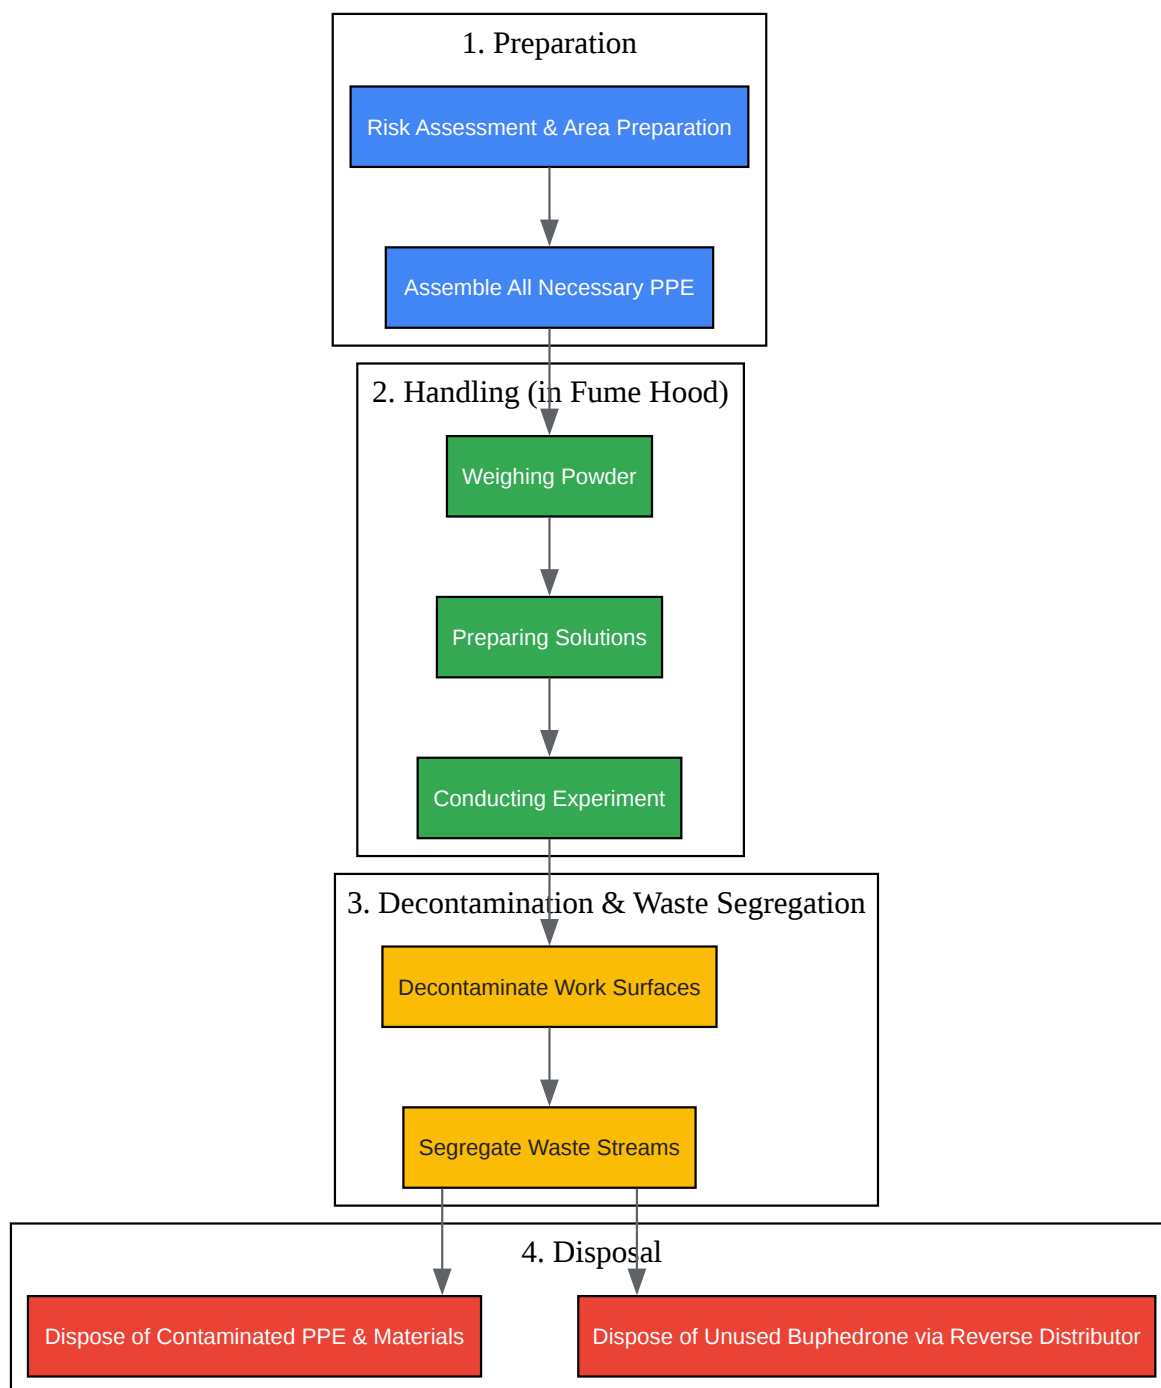 1. Preparation
Risk Assessment & Area Preparation
Assemble All Necessary PPE
2. Handling (in Fume Hood)
Weighing Powder
Preparing Solutions
Conducting Experiment
3. Decontamination & Waste Segregation
Decontaminate Work Surfaces
Segregate Waste Streams
4. Disposal
Dispose of Contaminated PPE & Materials
Dispose of Unused Buphedrone via Reverse Distributor